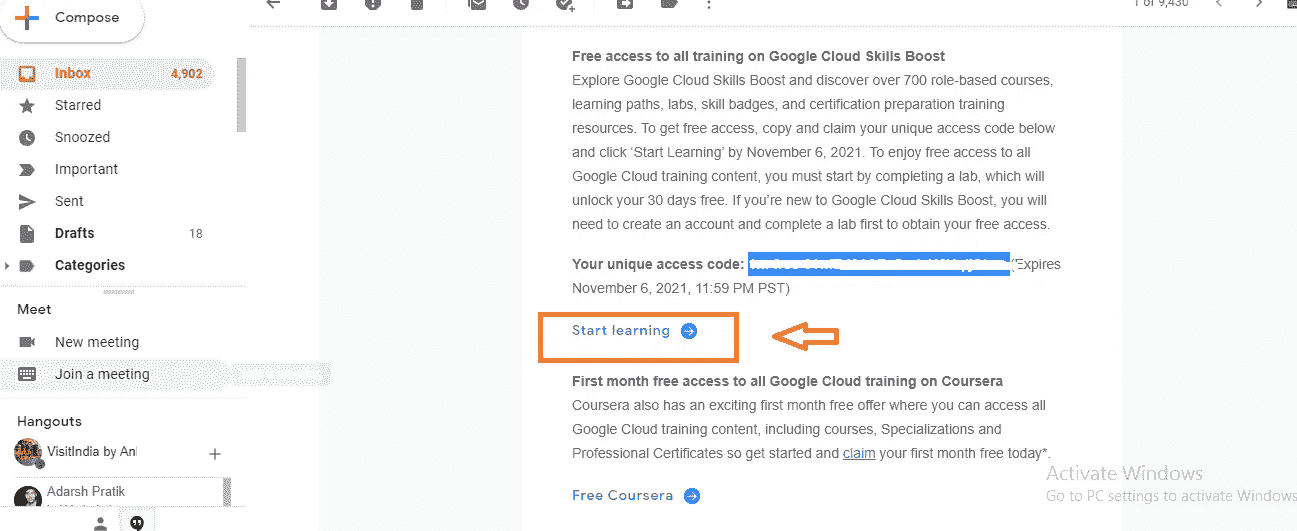 Compose
1 of 9,430
Inbox 4,902
Starred
Snoozed
Important
Sent
Drafts 18
Categories
Meet
New meeting
Join a meeting
Hangouts
VisitIndia by
Adarsh Pratik
Free access to all training on Google Cloud Skills Boost
Explore Google Cloud Skills Boost and discover over 700 role-based courses,
learning paths, labs, skill badges, and certification preparation training
resources. To get free access, copy and claim your unique access code below
and click ‘Start Learning’ by November 6, 2021. To enjoy free access to all
Google Cloud training content, you must start by completing a lab, which will
unlock your 30 days free. If you’re new to Google Cloud Skills Boost, you will
need to create an account and complete a lab first to obtain your free access.
Your unique access code: (Expires
November 6, 2021, 11:59 PM PST)
Start learning
First month free access to all Google Cloud training on Coursera
Coursera also has an exciting first month free offer where you can access all
Google Cloud training content, including courses, Specializations and
Professional Certificates so get started and claim your first month free today*.
Free Coursera
Activate Windows
Go to PC settings to activate Windows